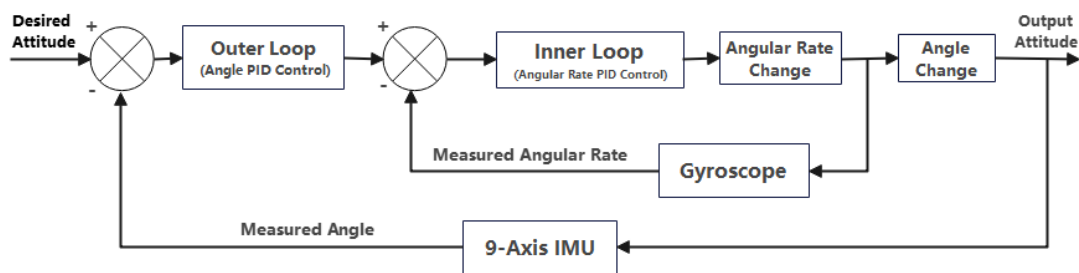 Desired
Attitude
+
-
Outer Loop
(Angle PID Control)
+
-
Inner Loop
(Angular Rate PID Control)
Angular Rate
Change
Angle
Change
Output
Attitude
Measured Angular Rate
Gyroscope
Measured Angle
9-Axis IMU